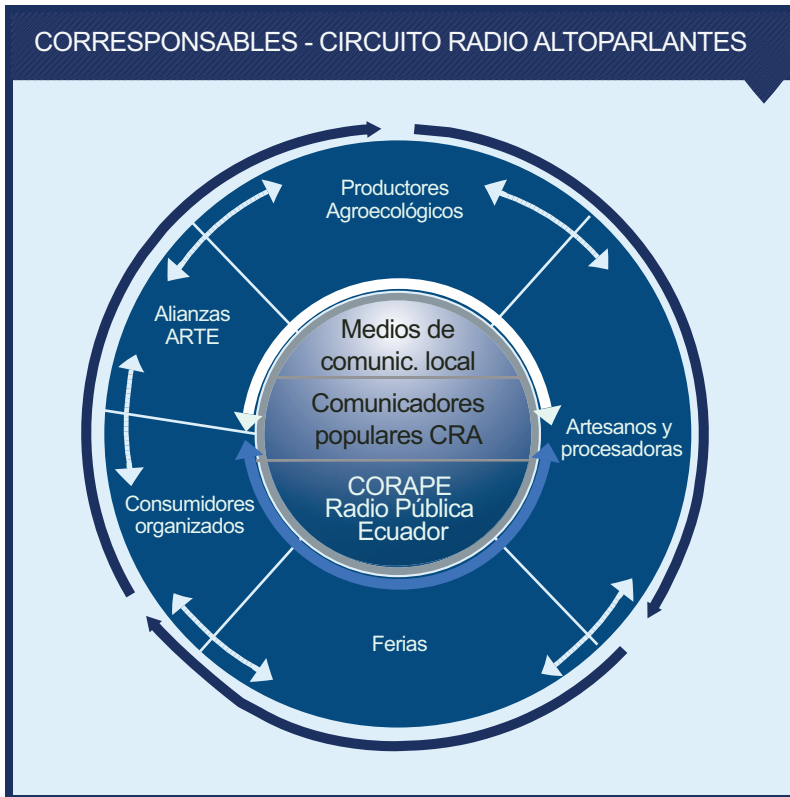 CORRESPONSABLES - CIRCUITO RADIO ALTOPARLANTES
Productores
Agroecológicos
Alianzas
ARTE
Medios de
comunic. local
Comunicadores
populares CRA
CORAPE
Radio Pública
Ecuador
Artesanos y
procesadoras
Consumidores
organizados
Ferias